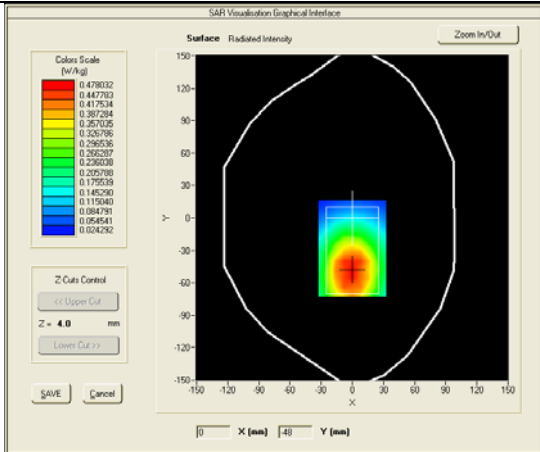 SAR Visualisation Graphical Interface
Surface Radiated Intensity
Zoom In/Out
Colors Scale
(W/kg)
0.478032
0.447783
0.417534
0.387284
0.357035
0.326786
0.296536
0.266287
0.236038
0.205788
0.175539
0.145290
0.115040
0.084791
0.054541
0.024292
150
120
90
60
30
0
-30
-60
-90
-120
-150
Y
-150 -120 -90 -60 -30 0 30 60 90 120 150
X
Z-Cuts Control
<< Upper Cut
Z = 4.0 mm
Lower Cut >>
SAVE Cancel
0 X (mm) -48 Y (mm)